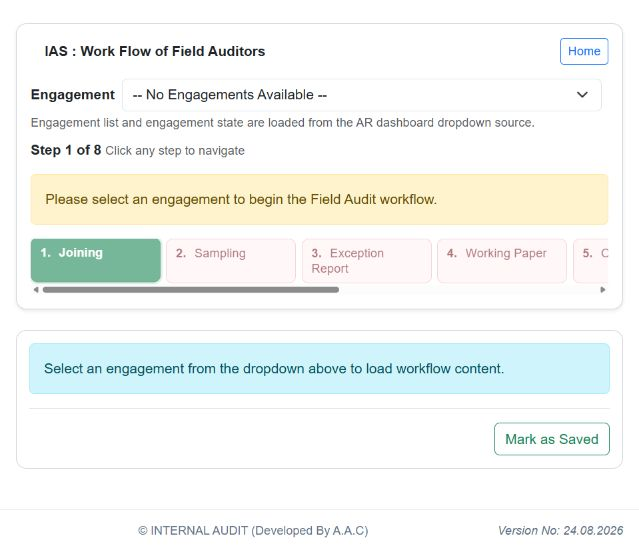 IAS : Work Flow of Field Auditors
Home
Engagement
-- No Engagements Available --
Engagement list and engagement state are loaded from the AR dashboard dropdown source.
Step 1 of 8 Click any step to navigate
Please select an engagement to begin the Field Audit workflow.
1. Joining
2. Sampling
3. Exception
Report
4. Working Paper
5.
Select an engagement from the dropdown above to load workflow content.
Mark as Saved
© INTERNAL AUDIT (Developed By A.A.C)
Version No: 24.08.2026